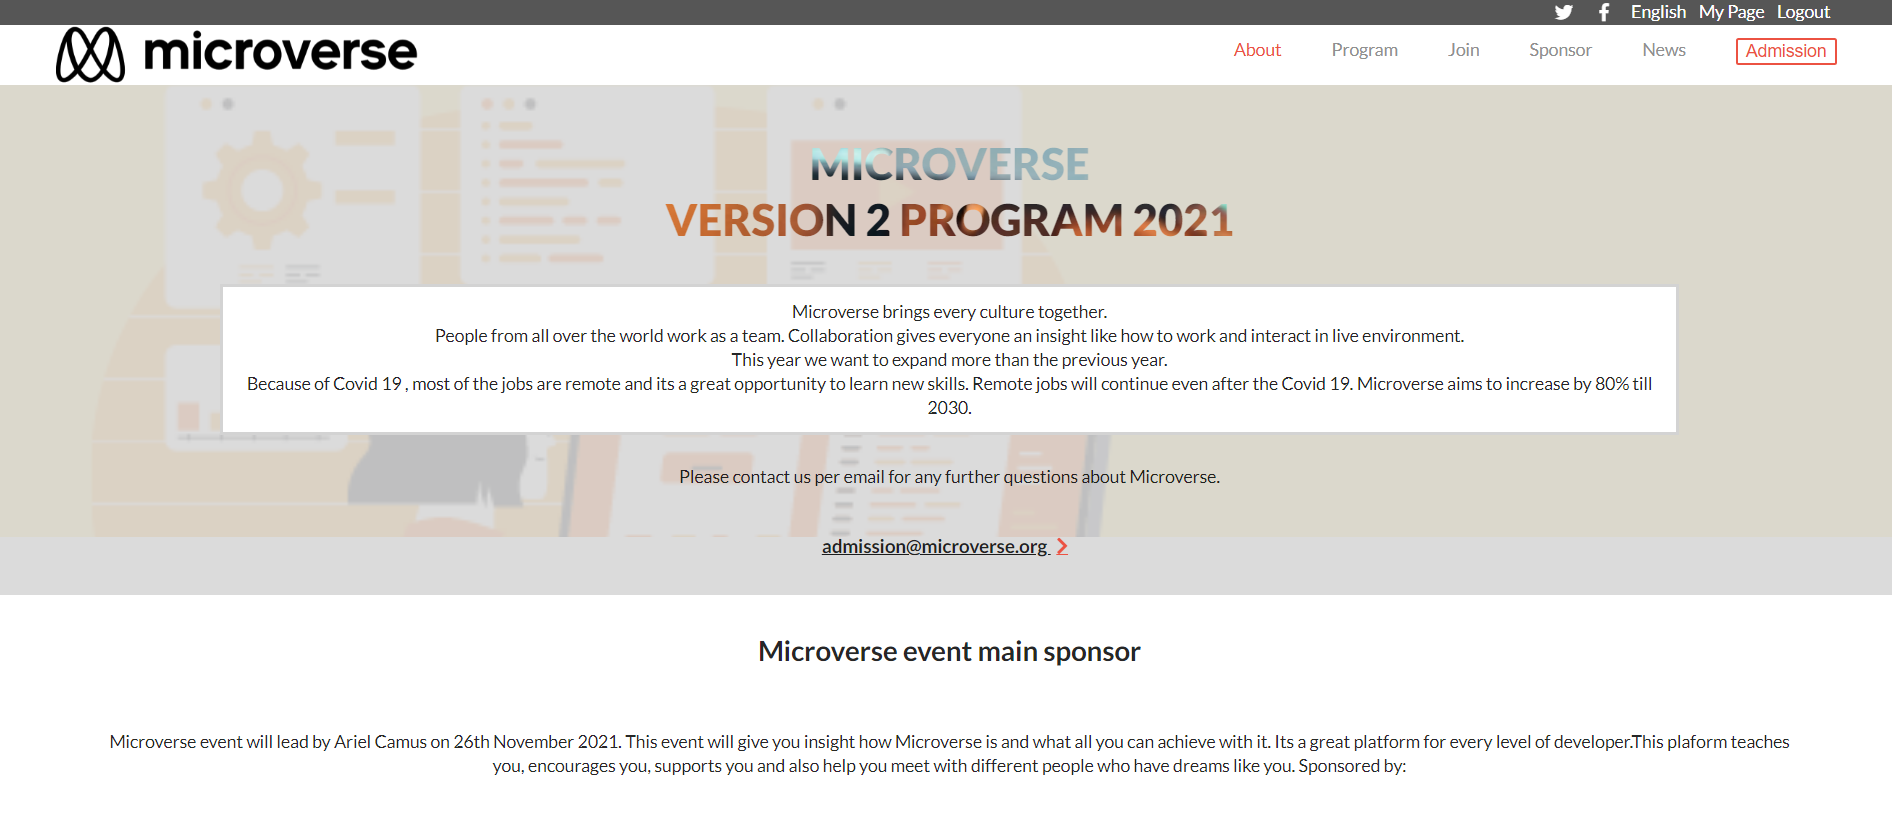 English My Page Logout
microverse
About Program Join Sponsor News Admission
MICROVERSE
VERSION 2 PROGRAM 2021
Microverse brings every culture together.
People from all over the world work as a team. Collaboration gives everyone an insight like how to work and interact in live environment.
This year we want to expand more than the previous year.
Because of Covid 19 , most of the jobs are remote and its a great opportunity to learn new skills. Remote jobs will continue even after the Covid 19. Microverse aims to increase by 80% till
2030.
Please contact us per email for any further questions about Microverse.
admission@microverse.org
Microverse event main sponsor
Microverse event will lead by Ariel Camus on 26th November 2021. This event will give you insight how Microverse is and what all you can achieve with it. Its a great platform for every level of developer.This plaform teaches
you, encourages you, supports you and also help you meet with different people who have dreams like you. Sponsored by: